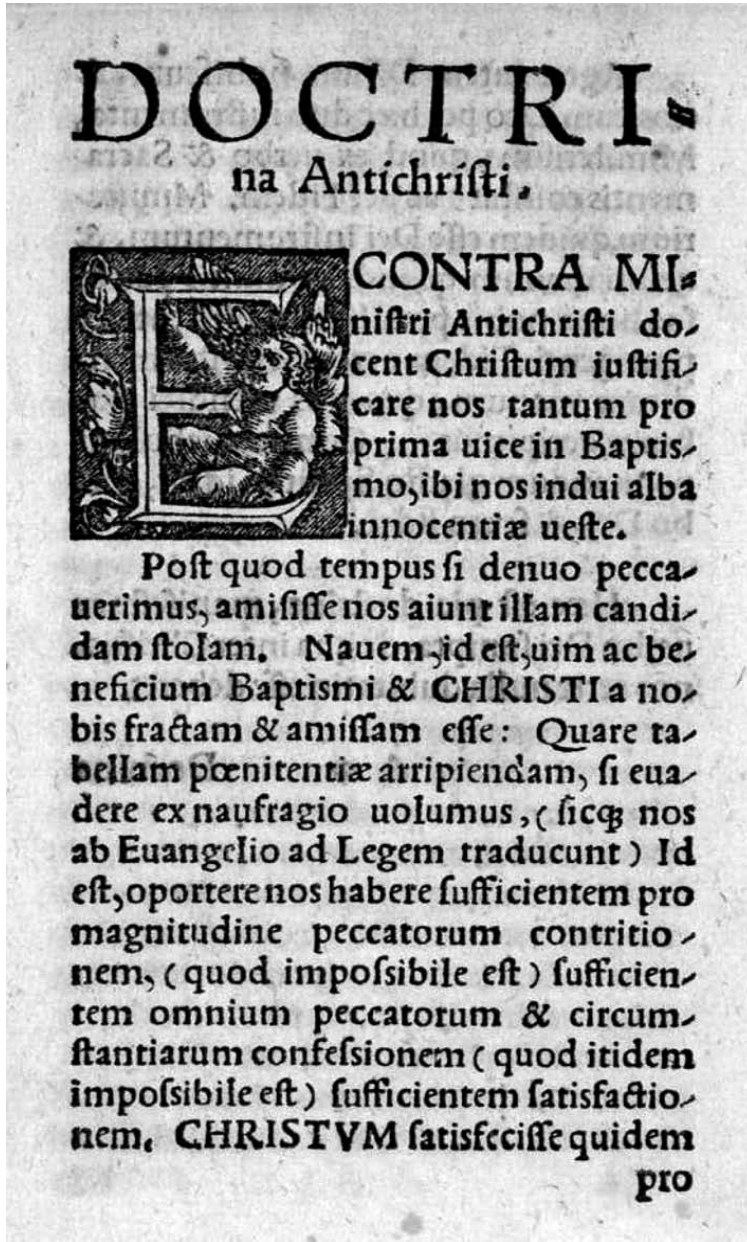 DOCTRI-
na Antichriſti.
E CONTRA MI-
niſtri Antichriſti do-
cent Chriſtum iuſtifi-
care nos tantum pro
prima uice in Baptiſ-
mo, ibi nos indui alba
innocentiæ ueſte.
Poſt quod tempus ſi denuo pecca-
uerimus, amiſiſſe nos aiunt illam candi-
dam ſtolam. Nauem, id eſt, uim ac be-
neficium Baptiſmi & CHRISTI a no-
bis fractam & amiſſam eſſe: Quare ta-
bellam pœnitentiæ arripiendam, ſi eua-
dere ex naufragio uolumus, ( ſicq́ꝫ nos
ab Euangelio ad Legem traducunt ) Id
eſt, oportere nos habere ſufficientem pro
magnitudine peccatorum contritio-
nem, ( quod impoſsibile eſt ) ſufficien-
tem omnium peccatorum & circum-
ſtantiarum confeſsionem ( quod itidem
impoſsibile eſt ) ſufficientem ſatisfactio-
nem. CHRISTVM ſatisfeciſſe quidem
pro